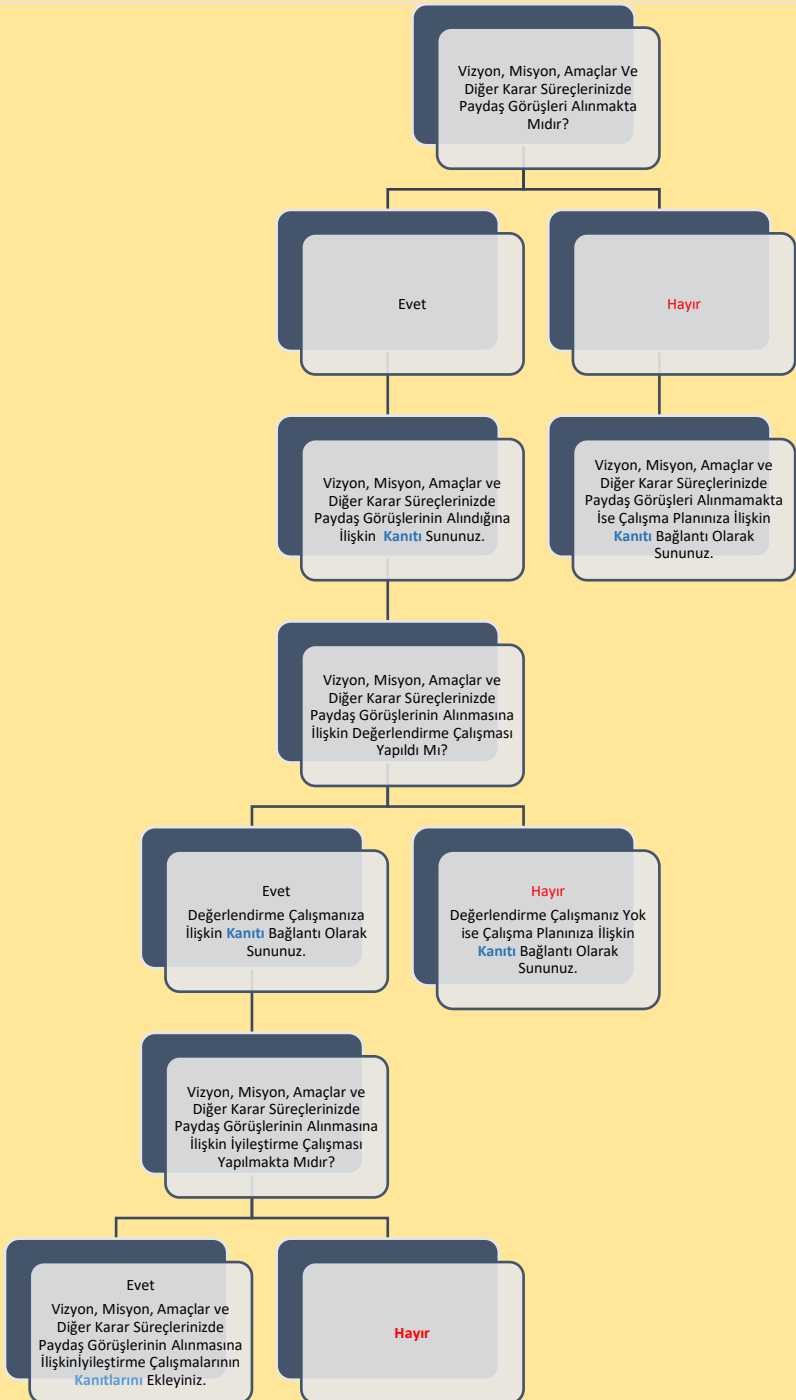 Vizyon, Misyon, Amaçlar Ve
Diğer Karar Süreçlerinizde
Paydaş Görüşleri Alınmakta
Mıdır?
Evet
Hayır
Vizyon, Misyon, Amaçlar ve
Diğer Karar Süreçlerinizde
Paydaş Görüşlerinin Alındığına
İlişkin Kanıtı Sununuz.
Vizyon, Misyon, Amaçlar ve
Diğer Karar Süreçlerinizde
Paydaş Görüşleri Alınmamakta
İse Çalışma Planınıza İlişkin
Kanıtı Bağlantı Olarak
Sununuz.
Vizyon, Misyon, Amaçlar ve
Diğer Karar Süreçlerinizde
Paydaş Görüşlerinin Alınmasına
İlişkin Değerlendirme Çalışması
Yapıldı Mı?
Evet
Değerlendirme Çalışmanıza
İlişkin Kanıtı Bağlantı Olarak
Sununuz.
Hayır
Değerlendirme Çalışmanız Yok
ise Çalışma Planınıza İlişkin
Kanıtı Bağlantı Olarak
Sununuz.
Vizyon, Misyon, Amaçlar ve
Diğer Karar Süreçlerinizde
Paydaş Görüşlerinin Alınmasına
İlişkin İyileştirme Çalışması
Yapılmakta Mıdır?
Evet
Vizyon, Misyon, Amaçlar ve
Diğer Karar Süreçlerinizde
Paydaş Görüşlerinin Alınmasına
İlişkinİyileştirme Çalışmalarının
Kanıtlarını Ekleyiniz.
Hayır